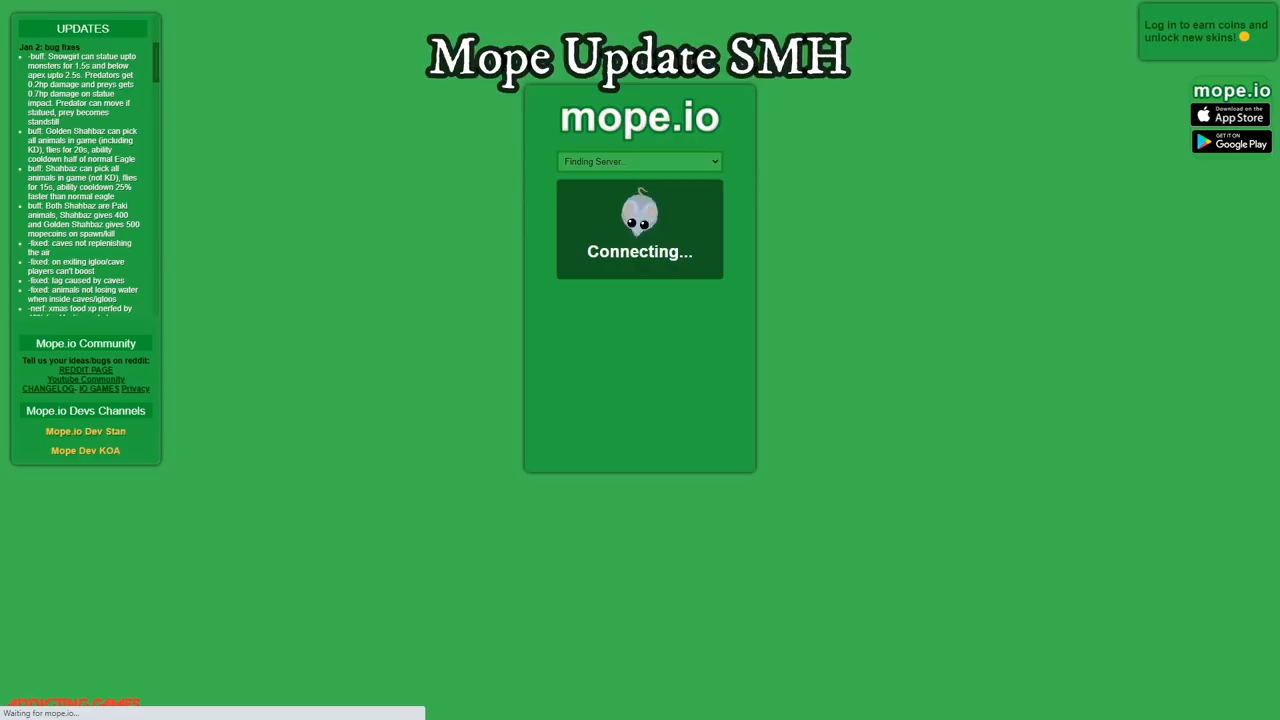 UPDATES
Jan 2: bug fixes
-buff: Snowgirl can statue upto
monsters for 1.5s and below
apex upto 2.5s. Predators get
0.2hp damage and preys gets
0.7hp damage on statue
impact. Predator can move if
statued, prey becomes
standstill
buff: Golden Shahbaz can pick
all animals in game (including
KD), flies for 20s, ability
cooldown half of normal Eagle
buff: Shahbaz can pick all
animals in game (not KD), flies
for 15s, ability cooldown 25%
faster than normal eagle
buff: Both Shahbaz are Paki
animals, Shahbaz gives 400
and Golden Shahbaz gives 500
mopecoins on spawn/kill
-fixed: caves not replenishing
the air
-fixed: on exiting igloo/cave
players can't boost
-fixed: lag caused by caves
-fixed: animals not losing water
when inside caves/igloos
-nerf: xmas food xp nerfed by
Mope.io Community
Tell us your ideas/bugs on reddit:
REDDIT PAGE
Youtube Community
CHANGELOG- IO GAMES Privacy
Mope.io Devs Channels
Mope.io Dev Stan
Mope Dev KOA
ADDICTING GAMES
Waiting for mope.io...
Mope Update SMH
mope.io
Finding Server...
Connecting...
Log in to earn coins and
unlock new skins!
mope.io
Download on the
App Store
GET IT ON
Google Play